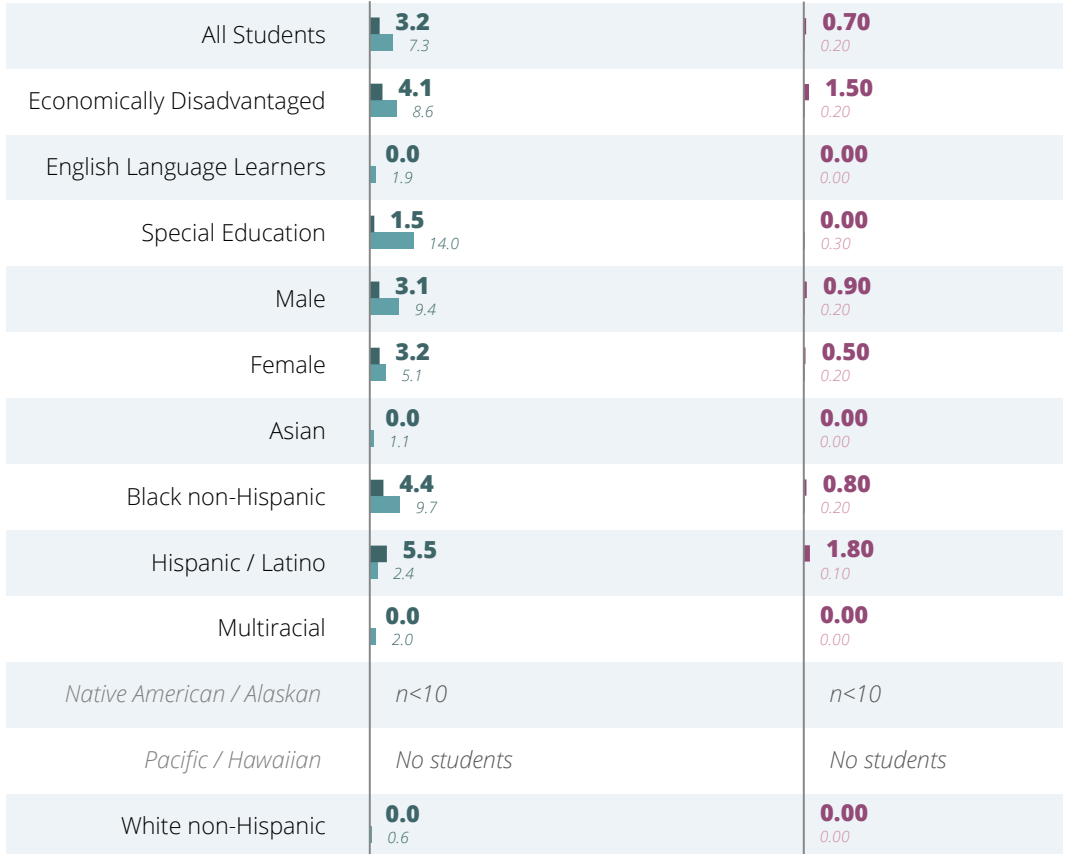 All Students 3.2 0.70
7.3 0.20
Economically Disadvantaged 4.1 1.50
8.6 0.20
English Language Learners 0.0 0.00
1.9 0.00
Special Education 1.5 0.00
14.0 0.30
Male 3.1 0.90
9.4 0.20
Female 3.2 0.50
5.1 0.20
Asian 0.0 0.00
1.1 0.00
Black non-Hispanic 4.4 0.80
9.7 0.20
Hispanic / Latino 5.5 1.80
2.4 0.10
Multiracial 0.0 0.00
2.0 0.00
Native American / Alaskan n<10 n<10
Pacific / Hawaiian No students No students
White non-Hispanic 0.0 0.00
0.6 0.00